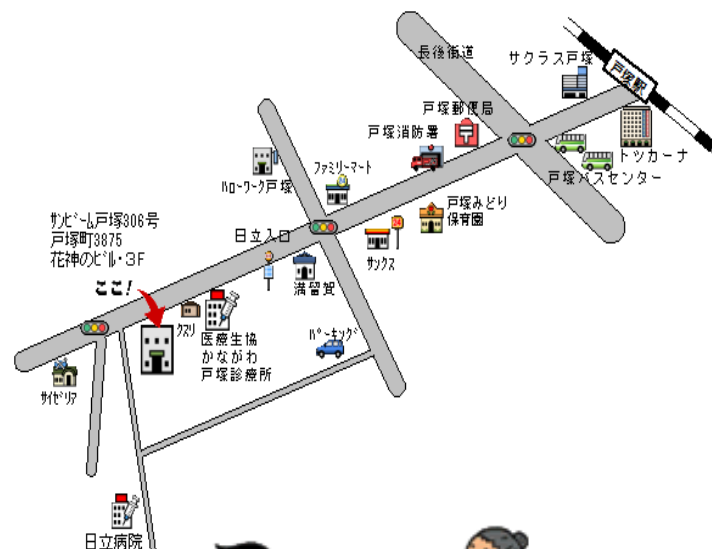 長後街道
サクラス戸塚
戸塚駅
戸塚郵便局
戸塚消防署
トツカーナ
戸塚バスセンター
ファミリーマート
ハローワーク戸塚
戸塚みどり
保育園
サンビーム戸塚306号
戸塚町3875
花神のビル・3F
ここ!
日立入口
サンクス
24
満留賀
クスリ
医療生協
かながわ
戸塚診療所
パーキング
サイゼリア
日立病院